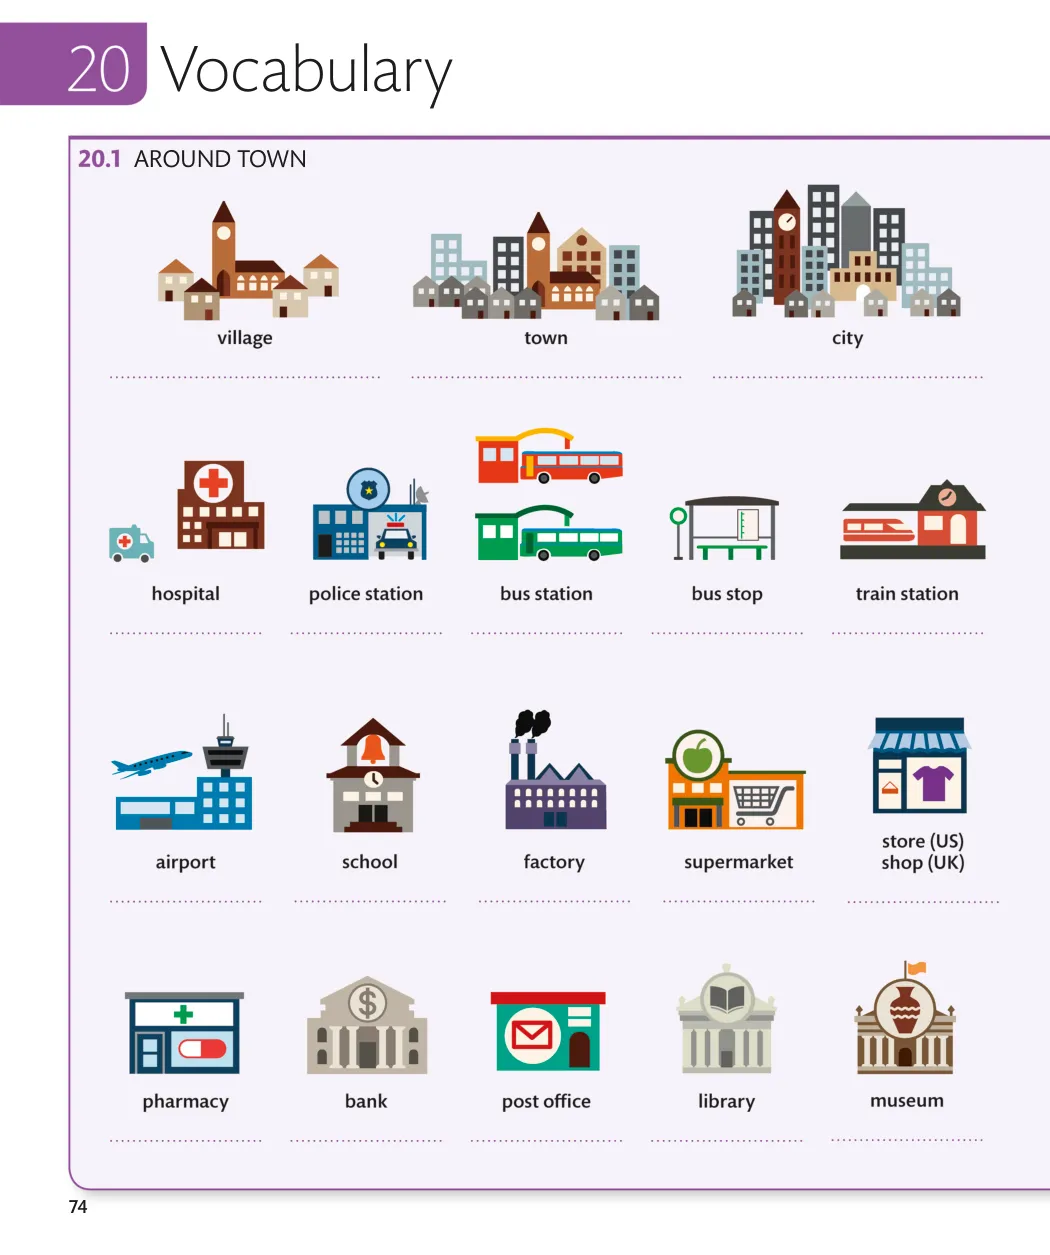 20 Vocabulary
20.1 AROUND TOWN
village
town
city
hospital
police station
bus station
bus stop
train station
airport
school
factory
supermarket
store (US)
shop (UK)
$
pharmacy
bank
post office
library
museum
74